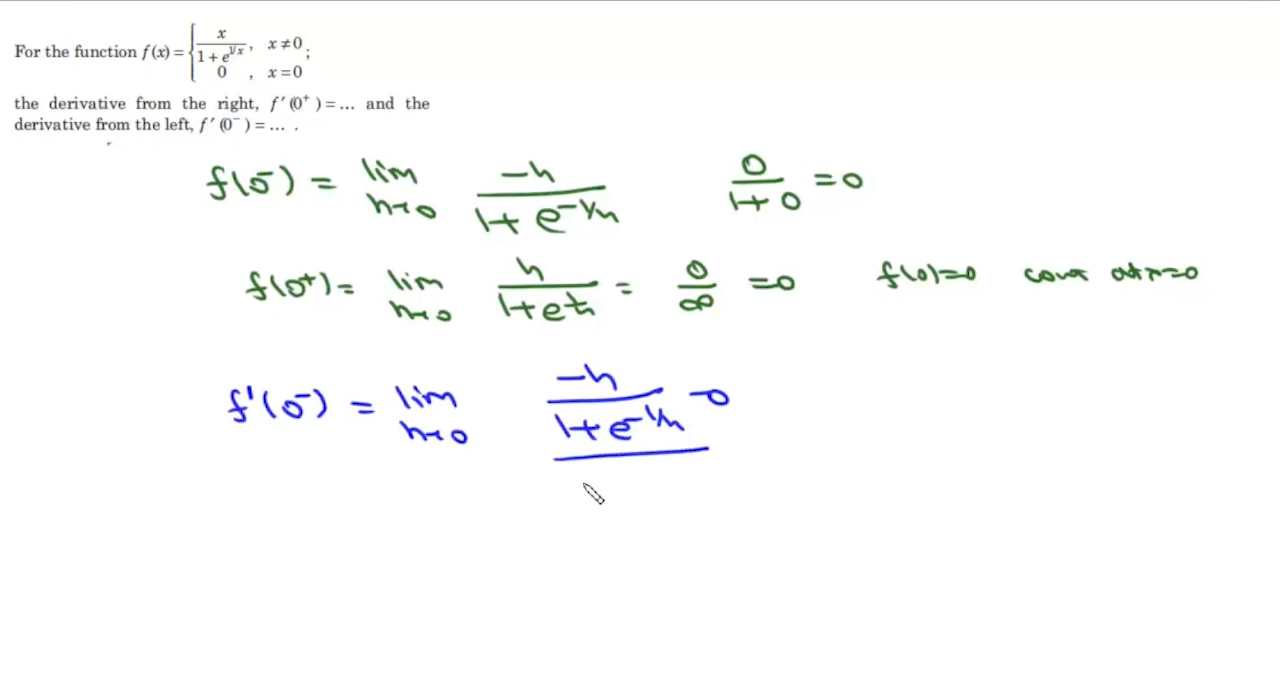 For the function f(x) = { x / (1 + e^{1/x}) , x ≠ 0 ;
0 , x = 0
the derivative from the right, f′(0⁺) = ... and the
derivative from the left, f′(0⁻) = ... .
f(0⁻) = lim h→0 -h / (1 + e^{-1/h}) 0 / (1+0) = 0
f(0⁺) = lim h→0 h / (1 + e^{1/h}) = 0 / ∞ = 0 f(0)=0 at x=0
f'(0⁻) = lim h→0 -h / (1 + e^{-1/h}) - 0